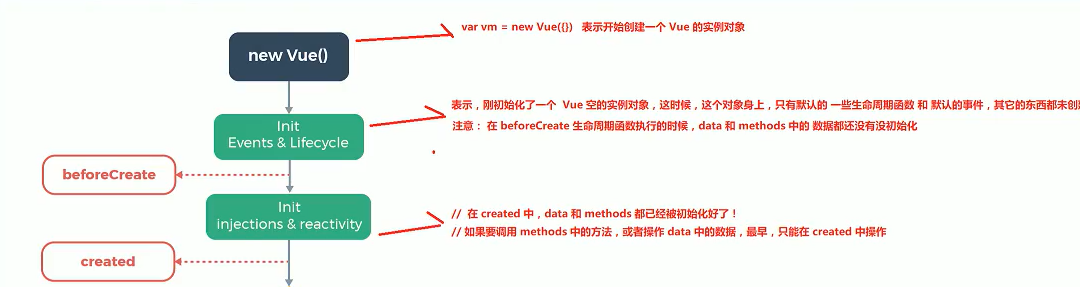 var vm = new Vue({}) 表示开始创建一个 Vue 的实例对象
new Vue()
表示，刚初始化了一个 Vue 空的实例对象，这时候，这个对象身上，只有默认的 一些生命周期函数 和 默认的事件，其它的东西都未创
Init
Events & Lifecycle
注意： 在 beforeCreate 生命周期函数执行的时候，data 和 methods 中的 数据都还没有没初始化
beforeCreate
Init
injections & reactivity
// 在 created 中，data 和 methods 都已经被初始化好了！
// 如果要调用 methods 中的方法，或者操作 data 中的数据，最早，只能在 created 中操作
created